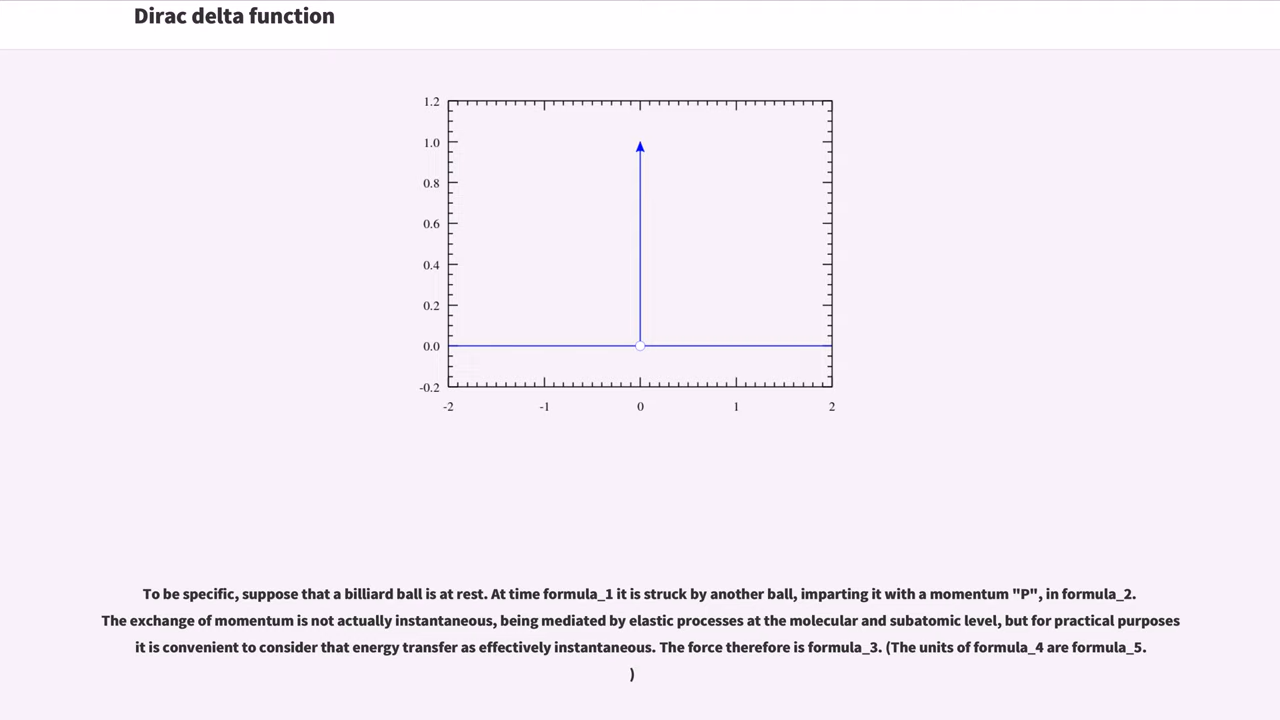 Dirac delta function
1.2
1.0
0.8
0.6
0.4
0.2
0.0
-0.2
-2 -1 0 1 2
To be specific, suppose that a billiard ball is at rest. At time formula_1 it is struck by another ball, imparting it with a momentum "P", in formula_2.
The exchange of momentum is not actually instantaneous, being mediated by elastic processes at the molecular and subatomic level, but for practical purposes
it is convenient to consider that energy transfer as effectively instantaneous. The force therefore is formula_3. (The units of formula_4 are formula_5.
)